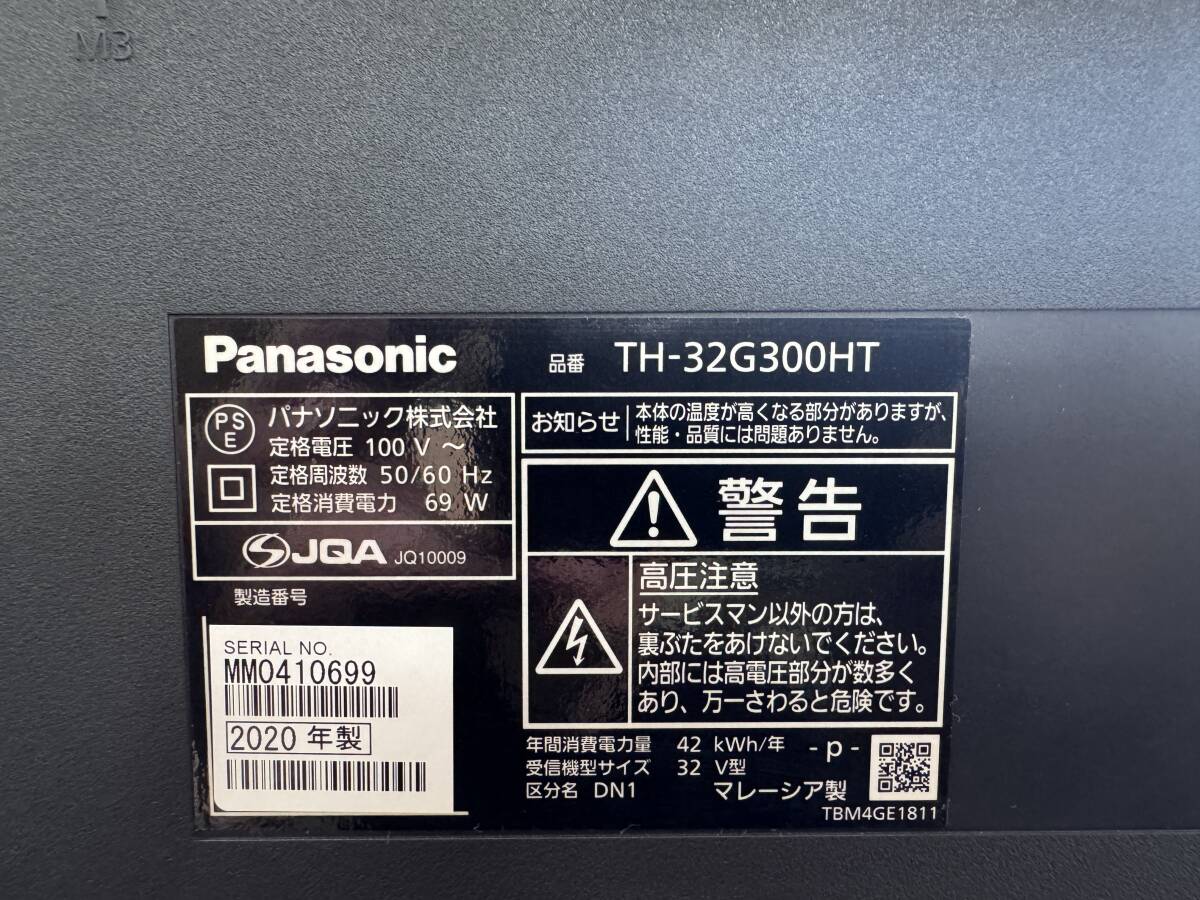 M3
Panasonic
品番 TH-32G300HT
PS
E
パナソニック株式会社
定格電圧 100 V ～
定格周波数 50/60 Hz
定格消費電力 69 W
JQA JQ10009
製造番号
SERIAL NO.
MM0410699
2020 年製
お知らせ
本体の温度が高くなる部分がありますが、
性能・品質には問題ありません。
警告
高圧注意
サービスマン以外の方は、
裏ぶたをあけないでください。
内部には高電圧部分が数多く
あり、万一さわると危険です。
年間消費電力量 42 kWh/年 - p -
受信機型サイズ 32 V型
区分名 DN1 マレーシア製
TBM4GE1811